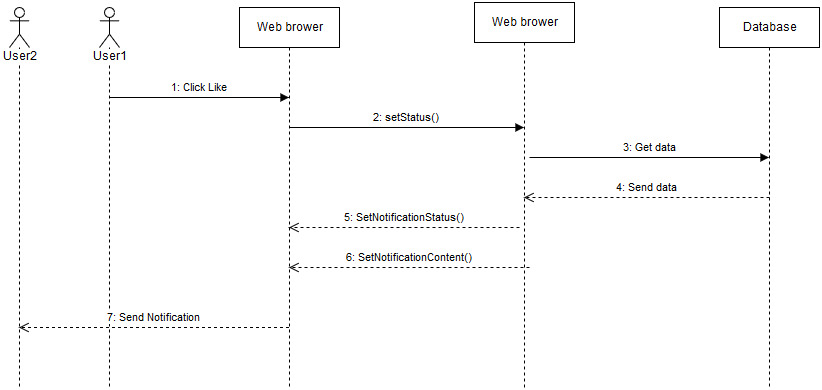 User2
User1
Web brower
Web brower
Database
1: Click Like
2: setStatus()
3: Get data
4: Send data
5: SetNotificationStatus()
6: SetNotificationContent()
7: Send Notification